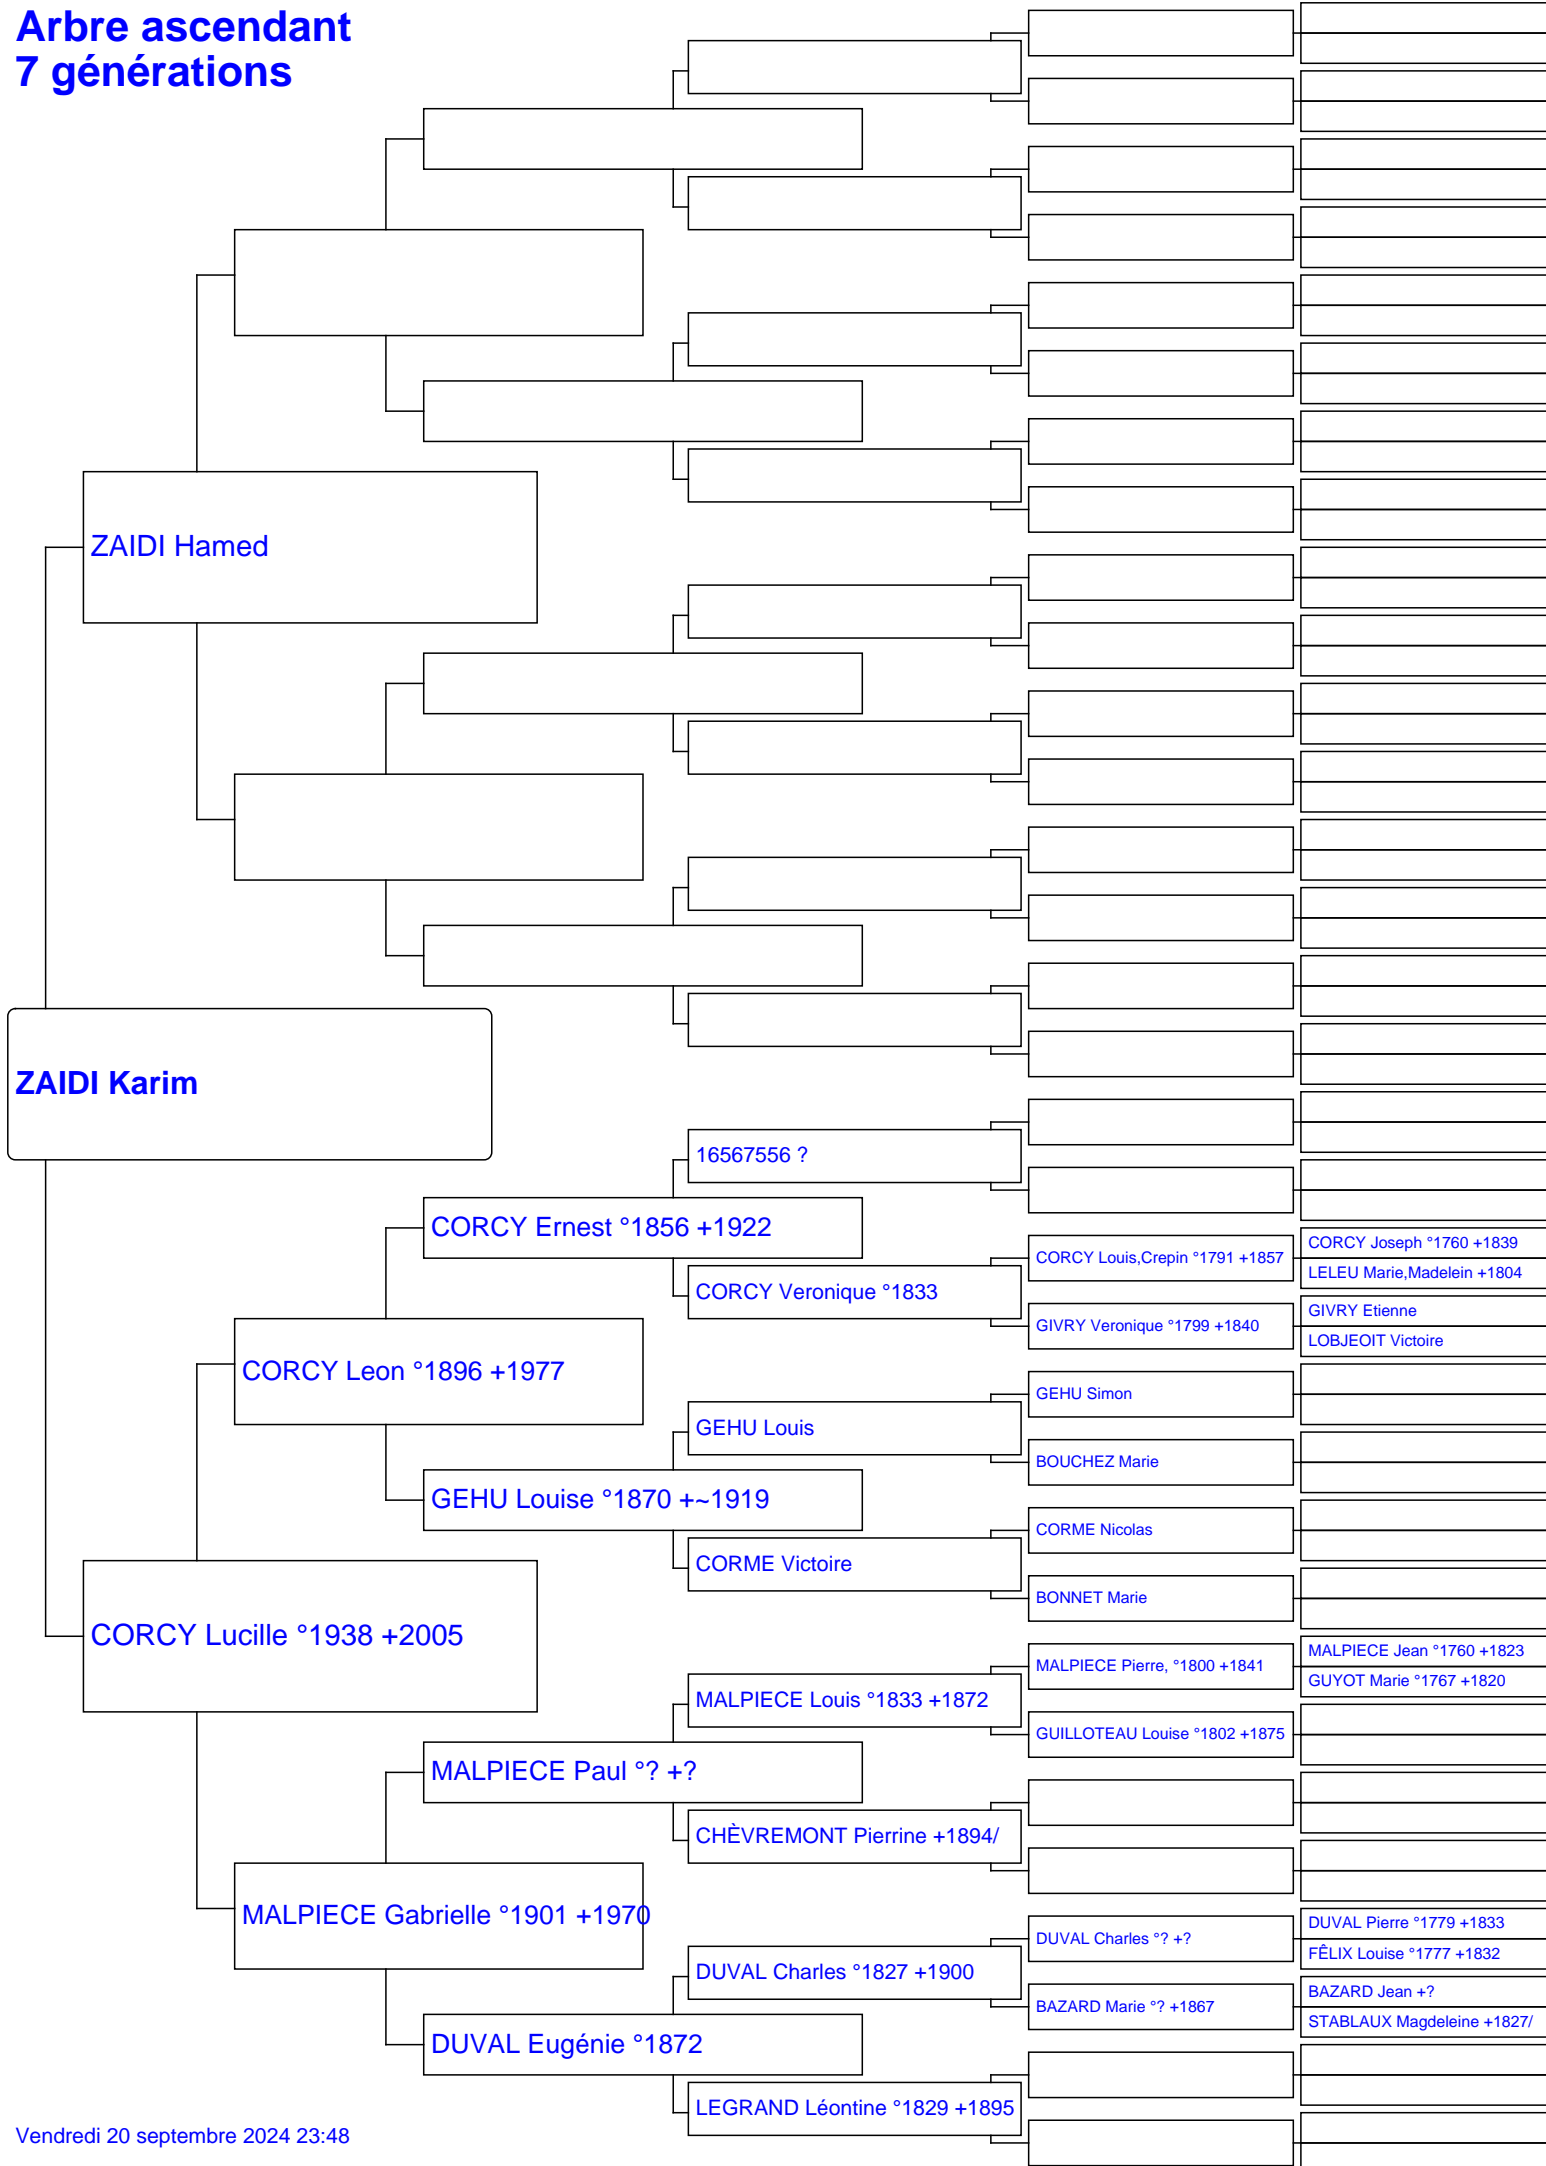 Arbre ascendant
7 générations
ZAIDI Hamed
ZAIDI Karim
16567556 ?
CORCY Ernest °1856 +1922
CORCY Louis,Crepin °1791 +1857
CORCY Joseph °1760 +1839
LELEU Marie,Madelein +1804
CORCY Veronique °1833
GIVRY Veronique °1799 +1840
GIVRY Etienne
LOBJEOIT Victoire
CORCY Leon °1896 +1977
GEHU Simon
GEHU Louis
BOUCHEZ Marie
GEHU Louise °1870 +~1919
CORME Nicolas
CORME Victoire
BONNET Marie
CORCY Lucille °1938 +2005
MALPIECE Pierre, °1800 +1841
MALPIECE Jean °1760 +1823
GUYOT Marie °1767 +1820
MALPIECE Louis °1833 +1872
GUILLOTEAU Louise °1802 +1875
MALPIECE Paul °? +?
CHÈVREMONT Pierrine +1894/
MALPIECE Gabrielle °1901 +1970
DUVAL Charles °? +?
DUVAL Pierre °1779 +1833
FÊLIX Louise °1777 +1832
DUVAL Charles °1827 +1900
BAZARD Marie °? +1867
BAZARD Jean +?
STABLAUX Magdeleine +1827/
DUVAL Eugénie °1872
LEGRAND Léontine °1829 +1895
Vendredi 20 septembre 2024 23:48